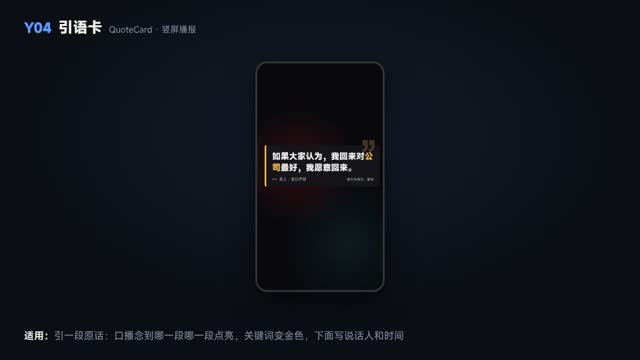 Y04 引语卡 QuoteCard · 竖屏播报
如果大家认为，我回来对公
司最好，我愿意回来。
适用：引一段原话：口播念到哪一段哪一段点亮，关键词变金色，下面写说话人和时间